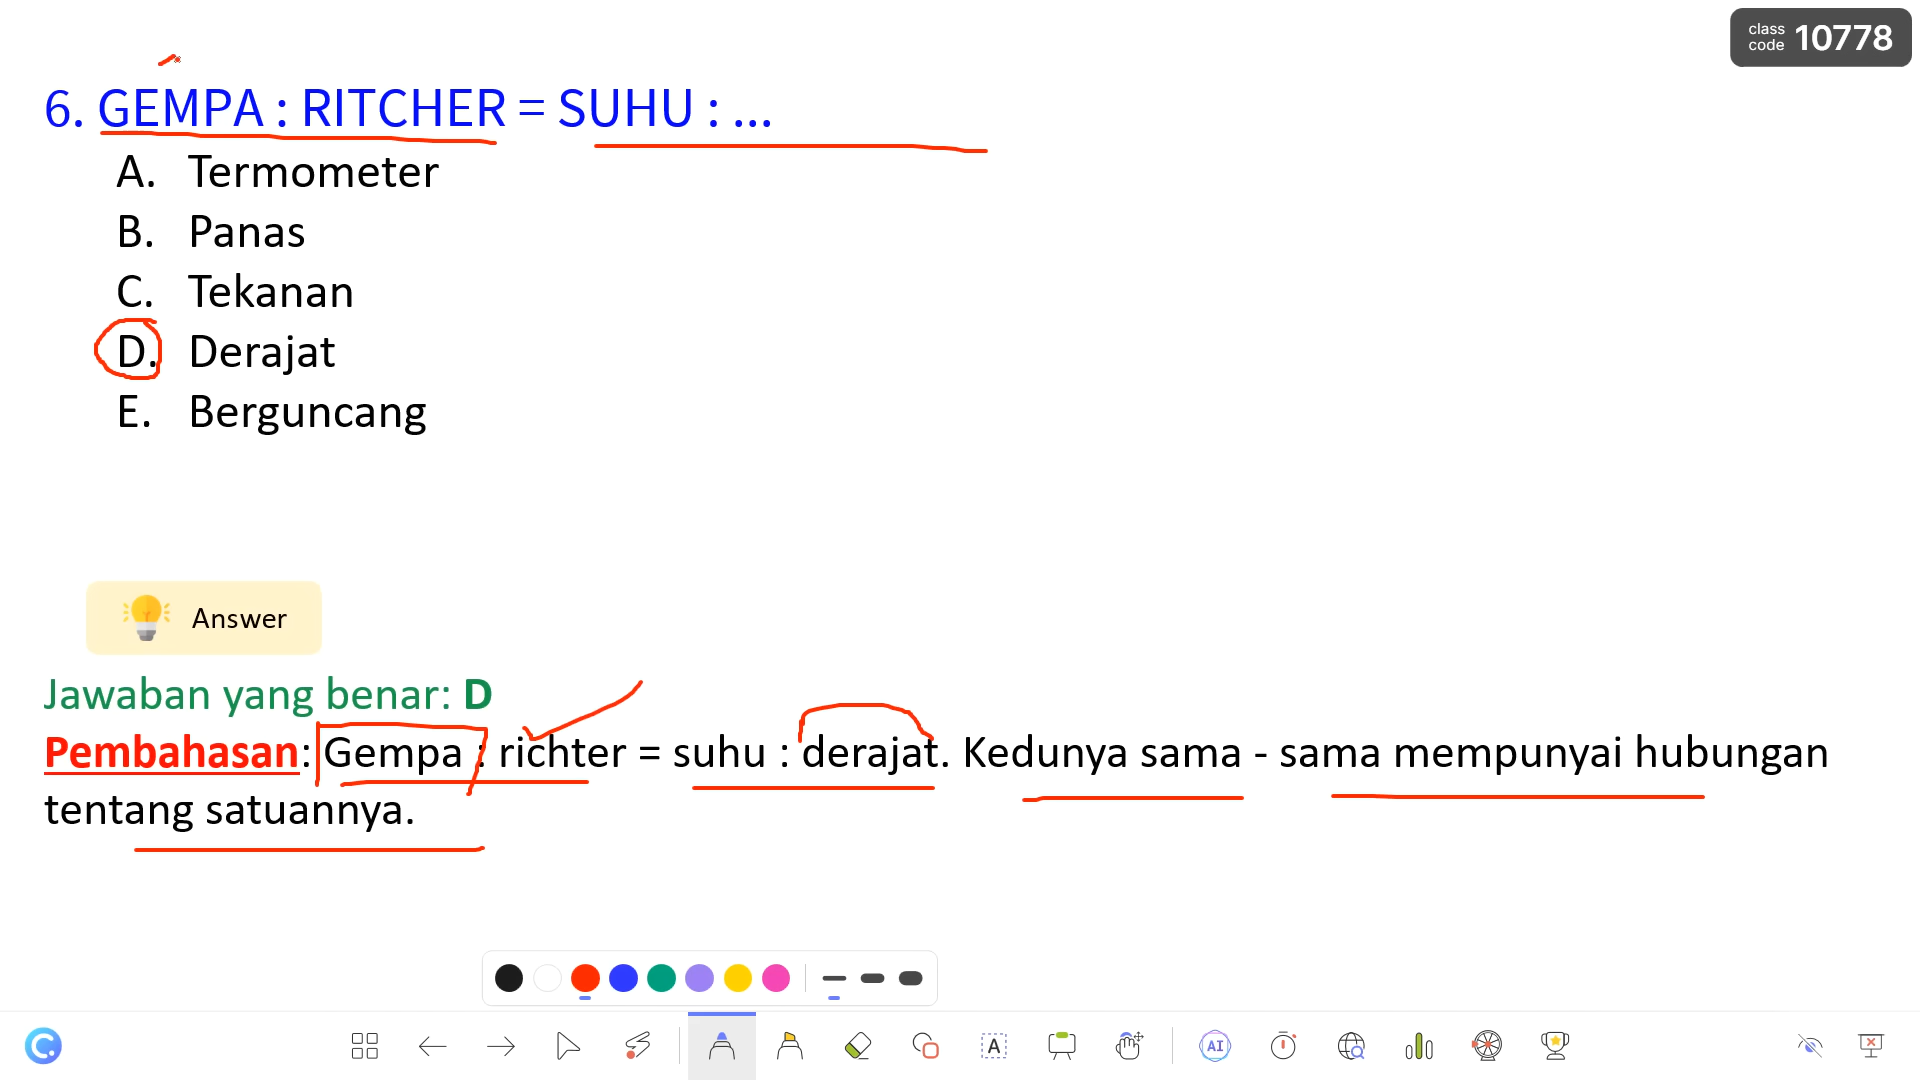 class code 10778
6. GEMPA : RITCHER = SUHU : ...
A. Termometer
B. Panas
C. Tekanan
D. Derajat
E. Berguncang
Answer
Jawaban yang benar: D
Pembahasan: Gempa : richter = suhu : derajat. Kedunya sama - sama mempunyai hubungan
tentang satuannya.
A
AI